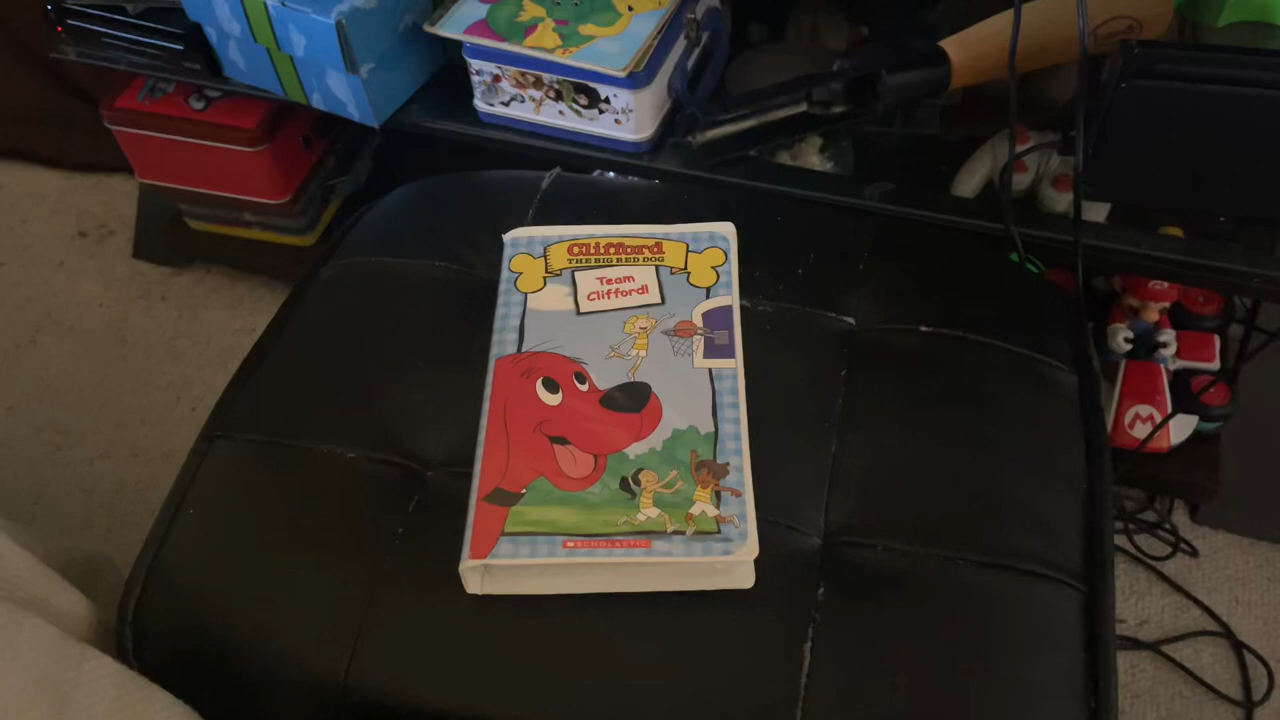 Clifford
THE BIG RED DOG
Team
Clifford!
SCHOLASTIC
M